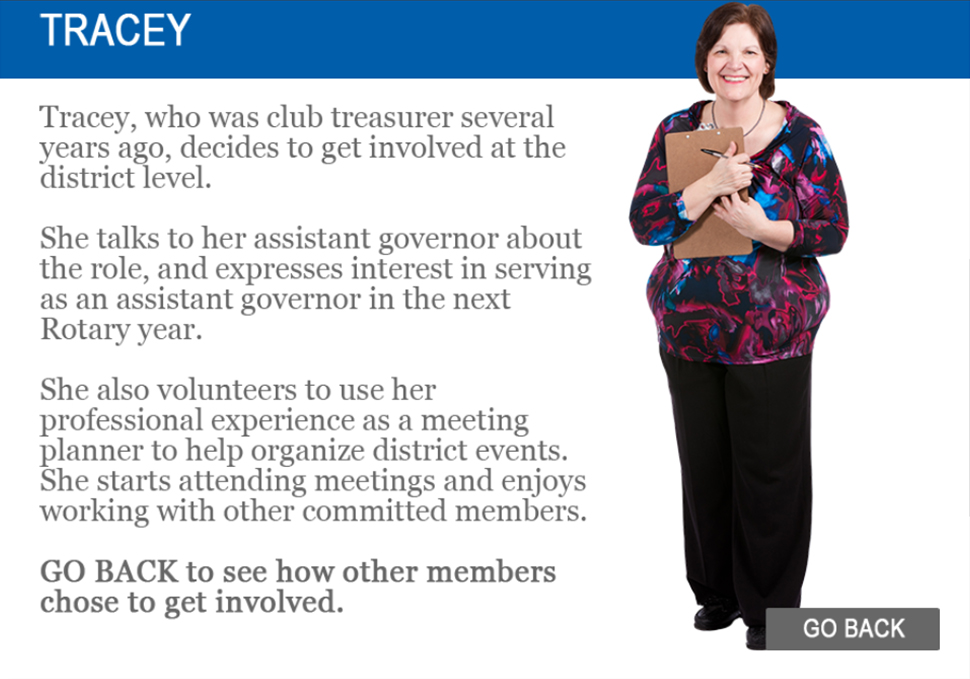 TRACEY
Tracey, who was club treasurer several
years ago, decides to get involved at the
district level.
She talks to her assistant governor about
the role, and expresses interest in serving
as an assistant governor in the next
Rotary year.
She also volunteers to use her
professional experience as a meeting
planner to help organize district events.
She starts attending meetings and enjoys
working with other committed members.
GO BACK to see how other members
chose to get involved.
GO BACK